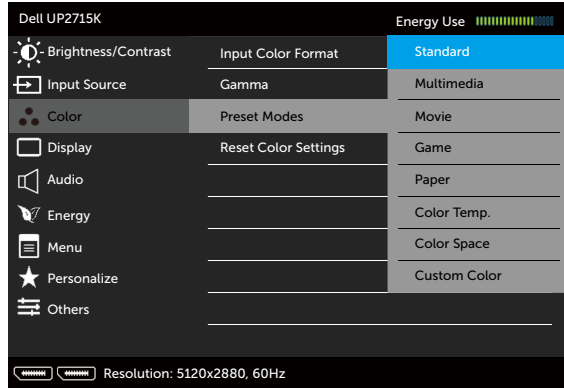 Dell UP2715K
Energy Use
Brightness/Contrast
Input Source
Color
Display
Audio
Energy
Menu
Personalize
Others
Input Color Format
Gamma
Preset Modes
Reset Color Settings
Standard
Multimedia
Movie
Game
Paper
Color Temp.
Color Space
Custom Color
Resolution: 5120x2880, 60Hz